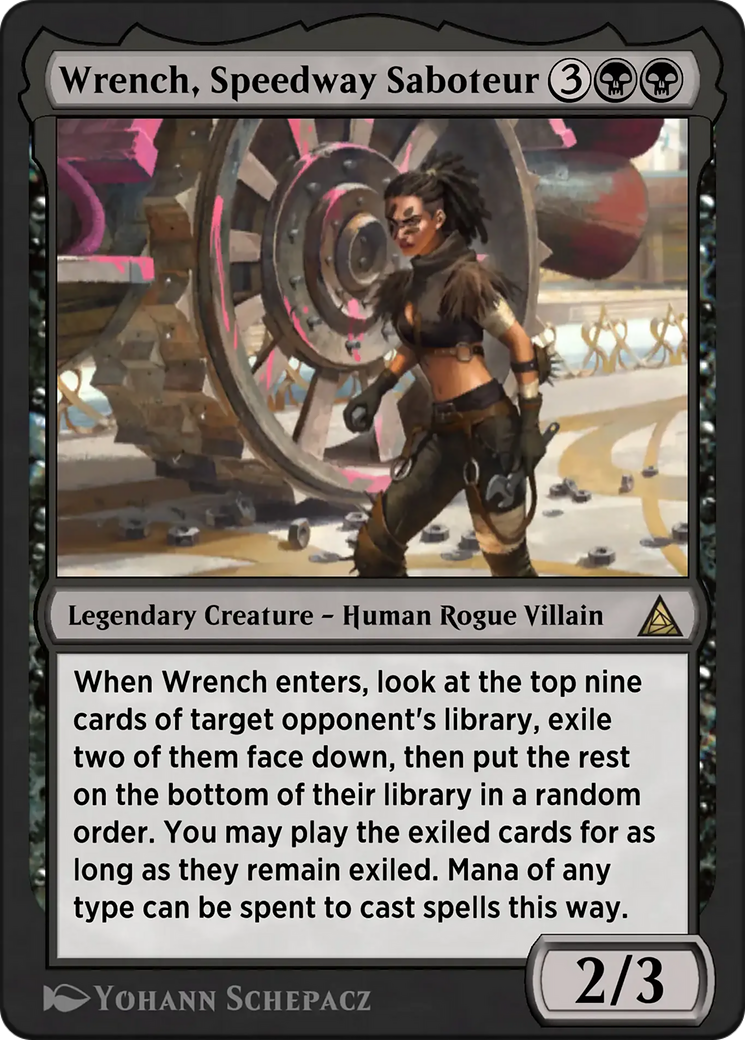 Wrench, Speedway Saboteur 3
Legendary Creature – Human Rogue Villain
When Wrench enters, look at the top nine
cards of target opponent's library, exile
two of them face down, then put the rest
on the bottom of their library in a random
order. You may play the exiled cards for as
long as they remain exiled. Mana of any
type can be spent to cast spells this way.
2/3
Yohann Schepacz